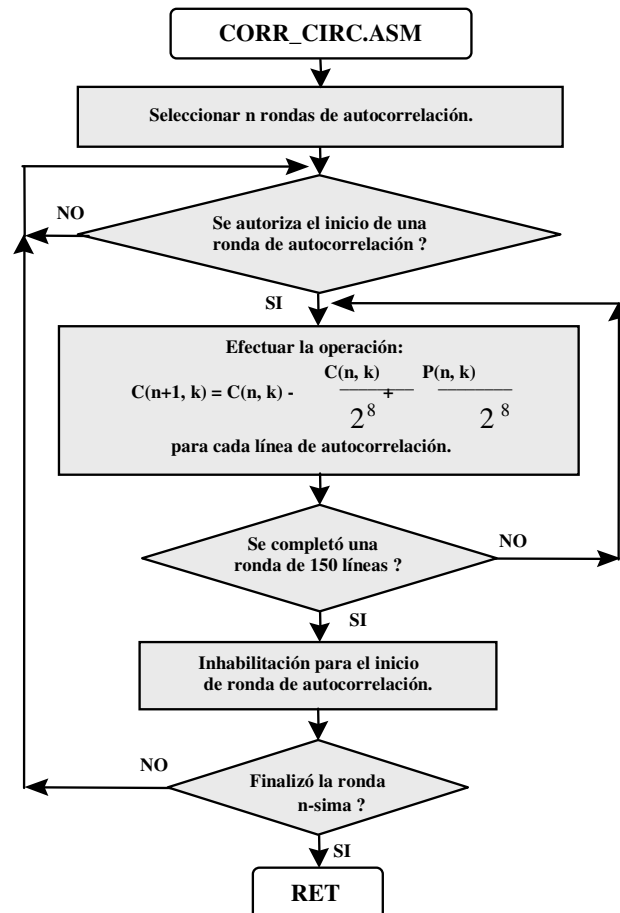 CORR_CIRC.ASM
Seleccionar n rondas de autocorrelación.
NO
Se autoriza el inicio de una
ronda de autocorrelación ?
SI
Efectuar la operación:
C(n, k) P(n, k)
C(n+1, k) = C(n, k) - +
2^8 2^8
para cada línea de autocorrelación.
Se completó una
ronda de 150 líneas ?
NO
SI
Inhabilitación para el inicio
de ronda de autocorrelación.
NO
Finalizó la ronda
n-sima ?
SI
RET